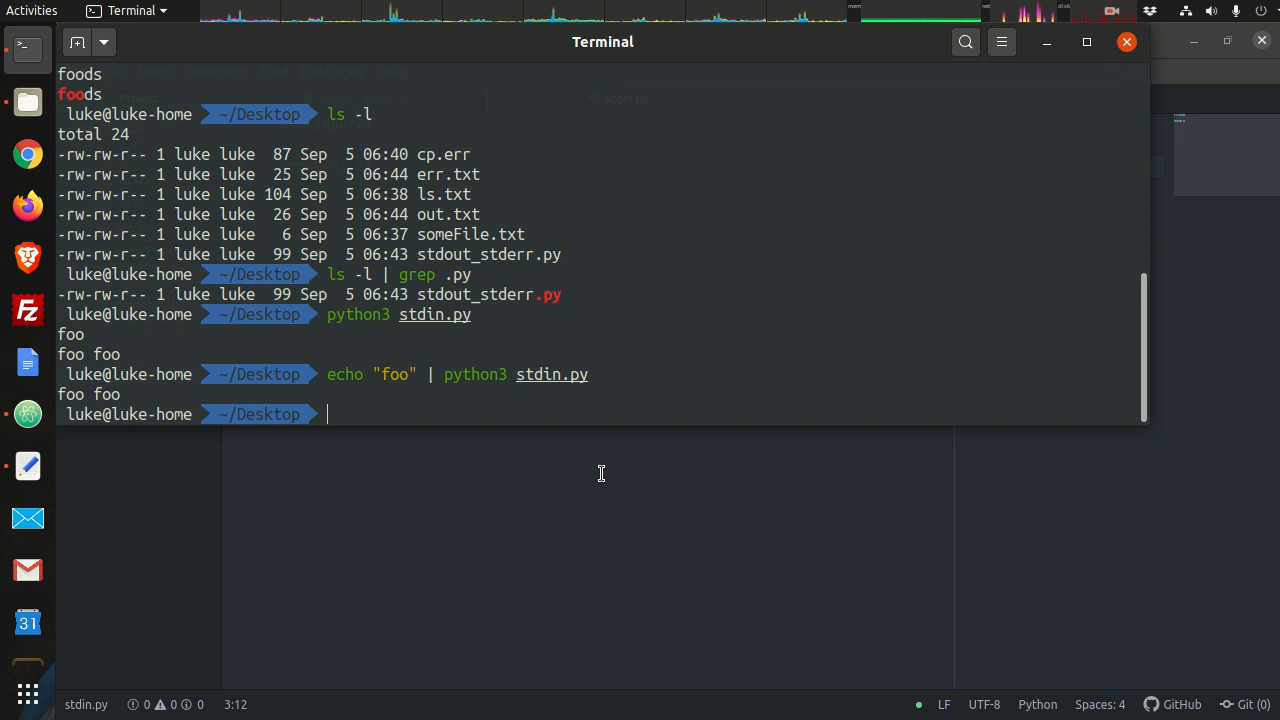 Activities Terminal
Terminal
foods
foods
luke@luke-home ~/Desktop ls -l
total 24
-rw-rw-r-- 1 luke luke 87 Sep 5 06:40 cp.err
-rw-rw-r-- 1 luke luke 25 Sep 5 06:44 err.txt
-rw-rw-r-- 1 luke luke 104 Sep 5 06:38 ls.txt
-rw-rw-r-- 1 luke luke 26 Sep 5 06:44 out.txt
-rw-rw-r-- 1 luke luke 6 Sep 5 06:37 someFile.txt
-rw-rw-r-- 1 luke luke 99 Sep 5 06:43 stdout_stderr.py
luke@luke-home ~/Desktop ls -l | grep .py
-rw-rw-r-- 1 luke luke 99 Sep 5 06:43 stdout_stderr.py
luke@luke-home ~/Desktop python3 stdin.py
foo
foo foo
luke@luke-home ~/Desktop echo "foo" | python3 stdin.py
foo foo
luke@luke-home ~/Desktop
31
stdin.py 0 0 0 3:12 LF UTF-8 Python Spaces: 4 GitHub Git (0)